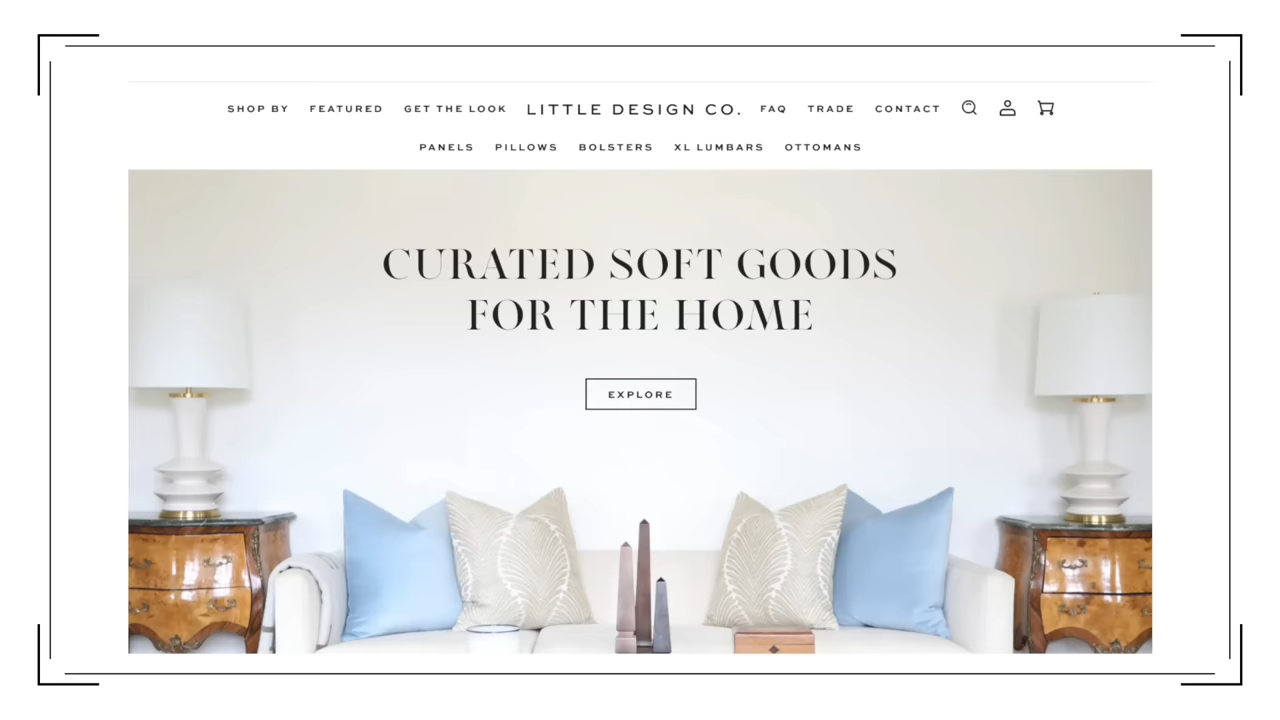 SHOP BY FEATURED GET THE LOOK LITTLE DESIGN CO. FAQ TRADE CONTACT
PANELS PILLOWS BOLSTERS XL LUMBARS OTTOMANS
CURATED SOFT GOODS
FOR THE HOME
EXPLORE